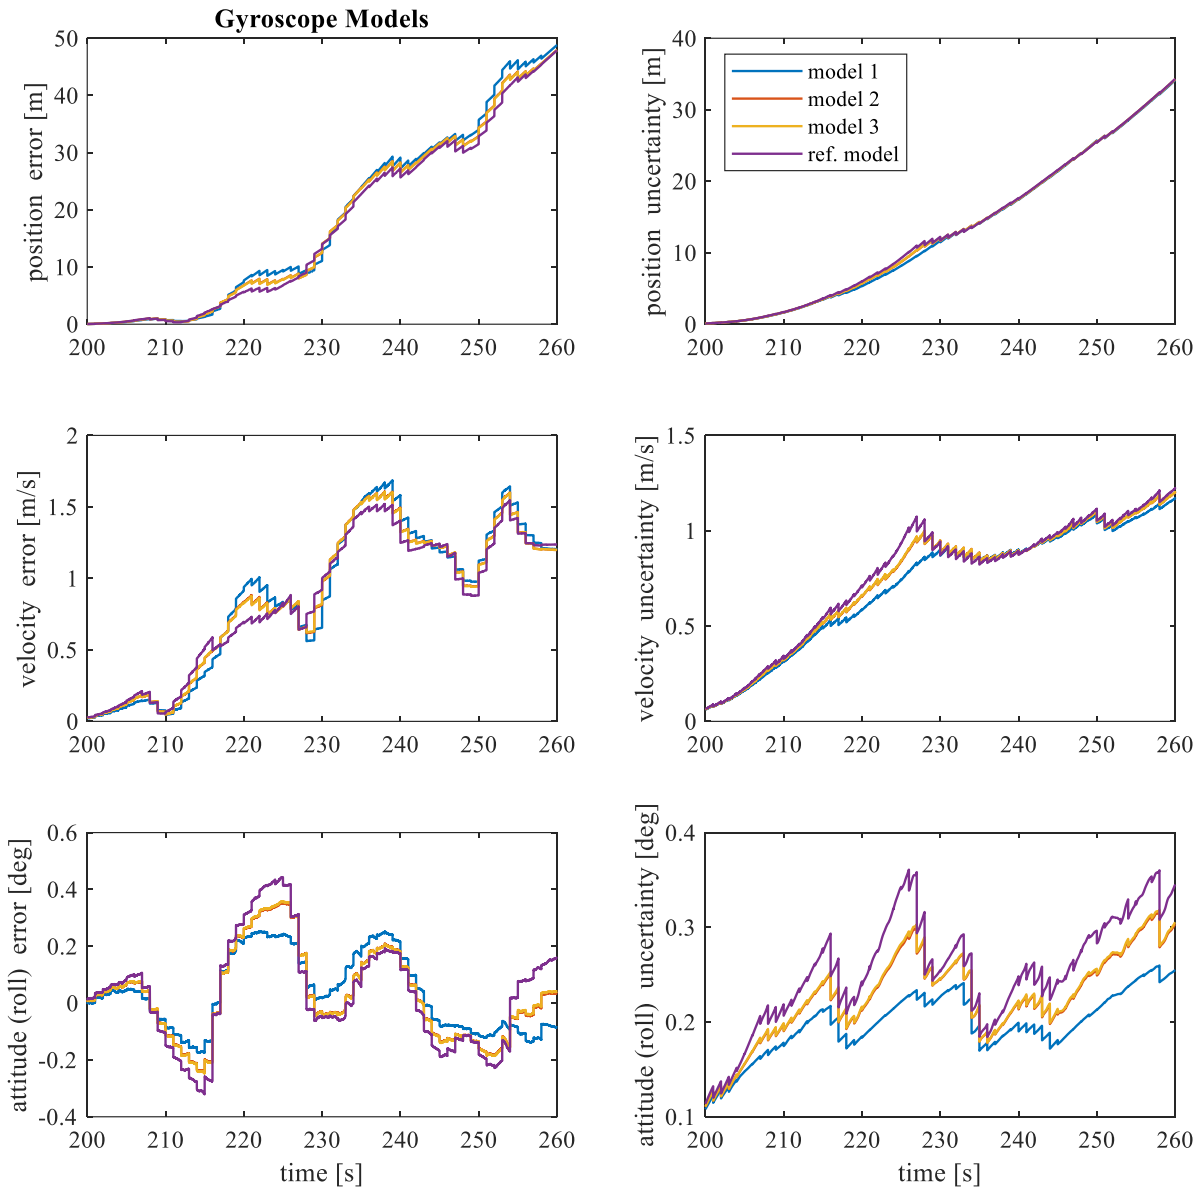 Gyroscope Models
position error [m]
50
40
30
20
10
0
200 210 220 230 240 250 260
position uncertainty [m]
40
30
20
10
0
200 210 220 230 240 250 260
model 1
model 2
model 3
ref. model
velocity error [m/s]
2
1.5
1
0.5
0
200 210 220 230 240 250 260
velocity uncertainty [m/s]
1.5
1
0.5
0
200 210 220 230 240 250 260
attitude (roll) error [deg]
0.6
0.4
0.2
0
-0.2
-0.4
200 210 220 230 240 250 260
time [s]
attitude (roll) uncertainty [deg]
0.4
0.3
0.2
0.1
200 210 220 230 240 250 260
time [s]